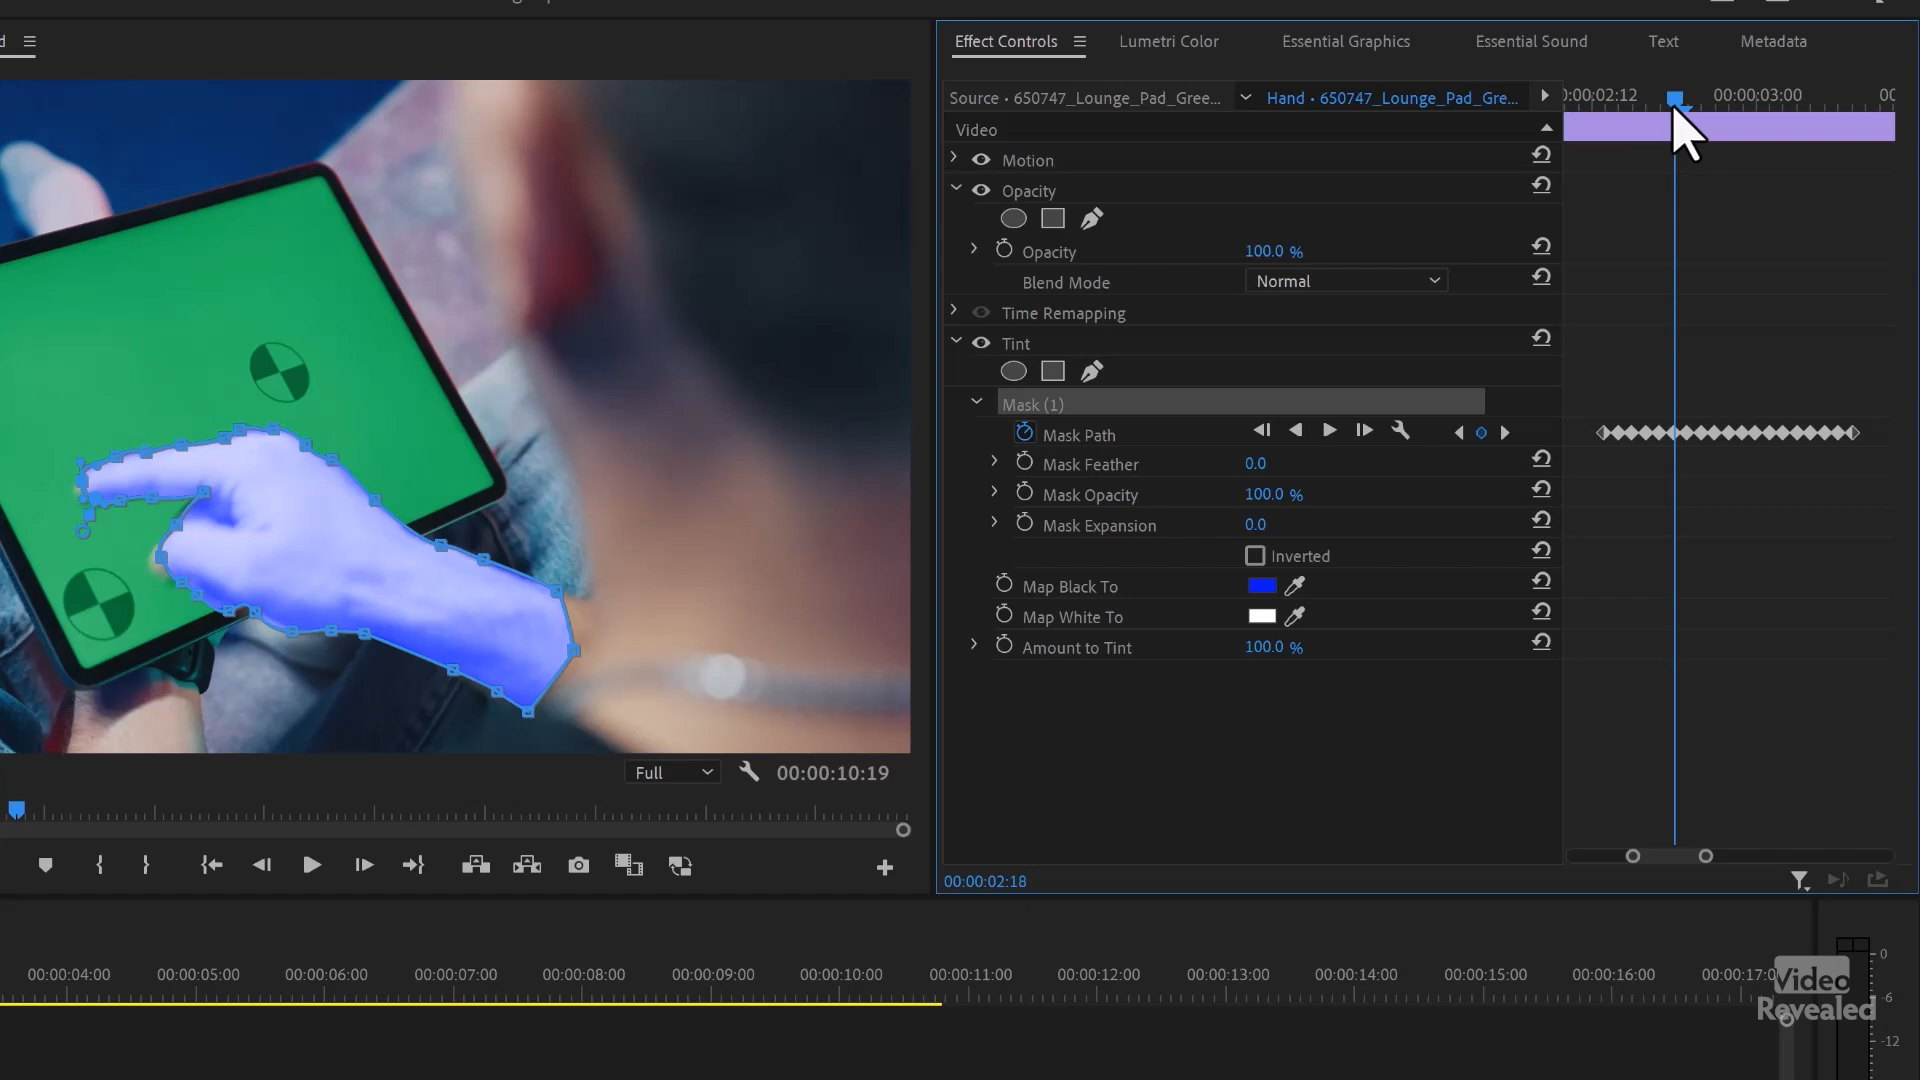 Effect Controls Lumetri Color Essential Graphics Essential Sound Text Metadata
Source • 650747_Lounge_Pad_Gree... Hand • 650747_Lounge_Pad_Gre... 00:00:03:00
Video
Motion
Opacity
Opacity 100.0 %
Blend Mode Normal
Time Remapping
Tint
Mask (1)
Mask Path
Mask Feather 0.0
Mask Opacity 100.0 %
Mask Expansion 0.0
Inverted
Map Black To
Map White To
Amount to Tint 100.0 %
Full 00:00:10:19
00:00:02:18
00:00:04:00 00:00:05:00 00:00:06:00 00:00:07:00 00:00:08:00 00:00:09:00 00:00:10:00 00:00:11:00 00:00:12:00 00:00:13:00 00:00:14:00 00:00:15:00 00:00:16:00 00:00:17:0
0
-6
-12
Video
Revealed